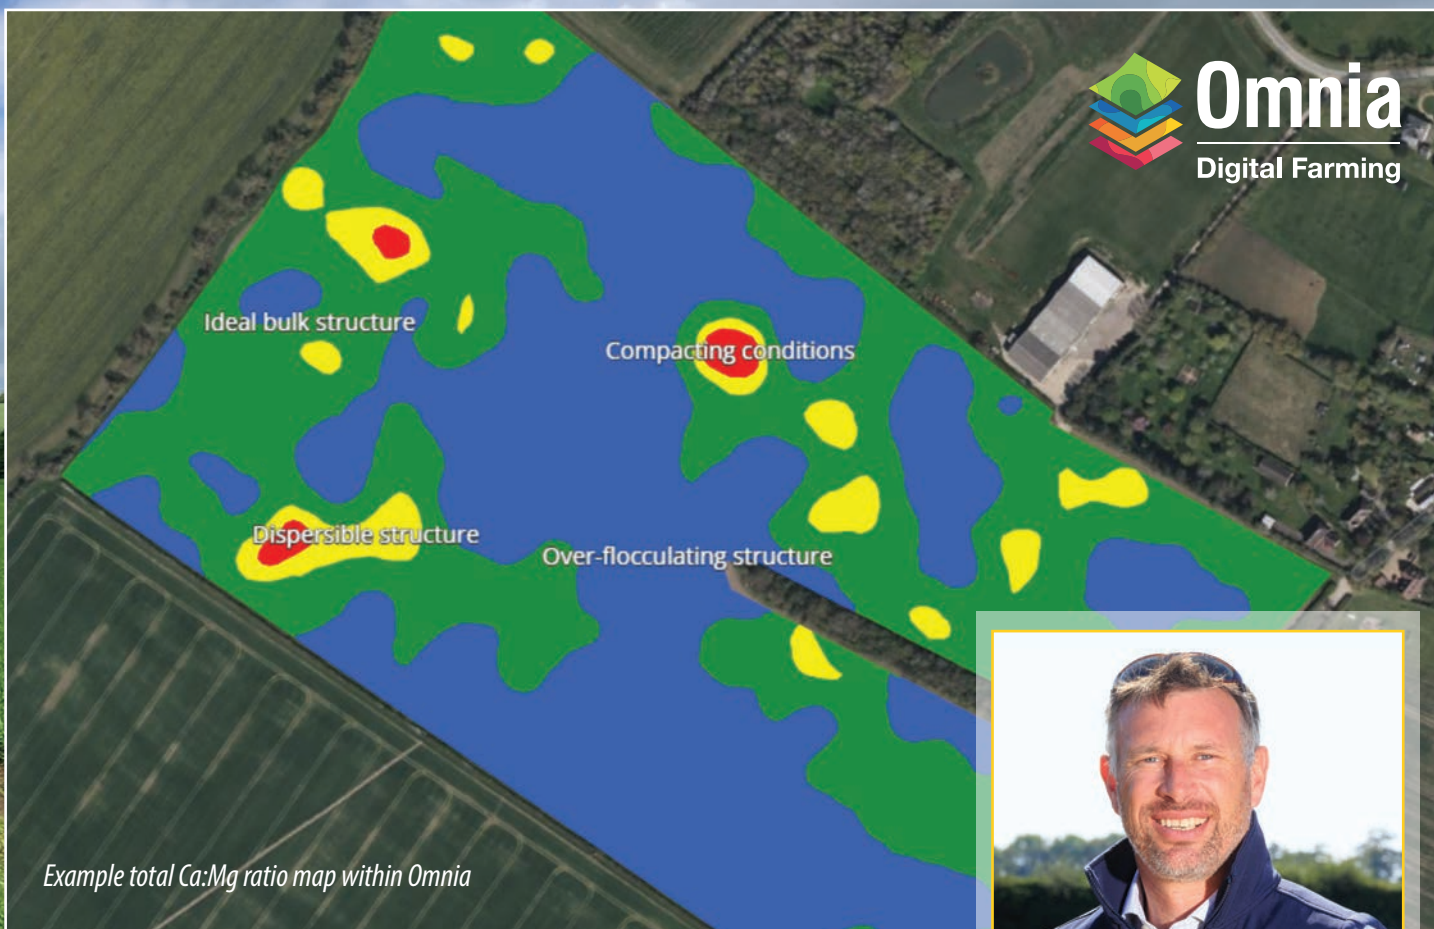 Omnia
Digital Farming
Ideal bulk structure
Compacting conditions
Dispersible structure
Over-flocculating structure
Example total Ca:Mg ratio map within Omnia